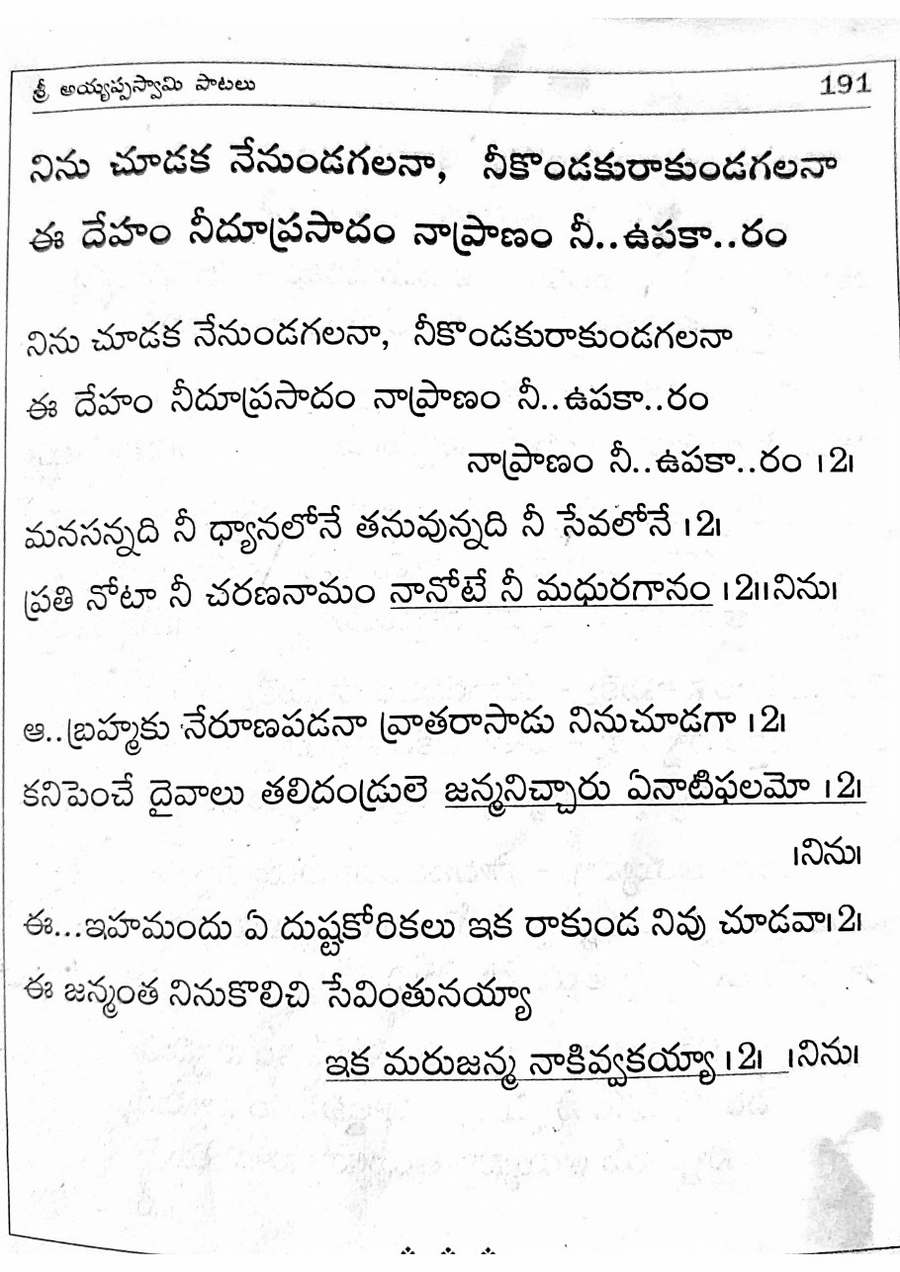 శ్రీ అయ్యప్పస్వామి పాటలు 191
నిను చూడక నేనుండగలనా, నీకొండకురాకుండగలనా
ఈ దేహం నీదూప్రసాదం నాప్రాణం నీ..ఉపకా..రం
నిను చూడక నేనుండగలనా, నీకొండకురాకుండగలనా
ఈ దేహం నీదూప్రసాదం నాప్రాణం నీ..ఉపకా..రం
నాప్రాణం నీ..ఉపకా..రం ।2।
మనసన్నది నీ ధ్యానలోనే తనువున్నది నీ సేవలోనే ।2।
ప్రతి నోటా నీ చరణనామం నానోటే నీ మధురగానం ।2।।నిను।
ఆ..బ్రహ్మకు నేరూణపడనా వ్రాతరాసాడు నినుచూడగా ।2।
కనిపెంచే దైవాలు తలిదండ్రులె జన్మనిచ్చారు ఏనాటిఫలమో ।2।
।నిను।
ఈ...ఇహమందు ఏ దుష్టకోరికలు ఇక రాకుండ నివు చూడవా।2।
ఈ జన్మంత నినుకొలిచి సేవింతునయ్యా
ఇక మరుజన్మ నాకివ్వకయ్యా ।2। ।నిను।